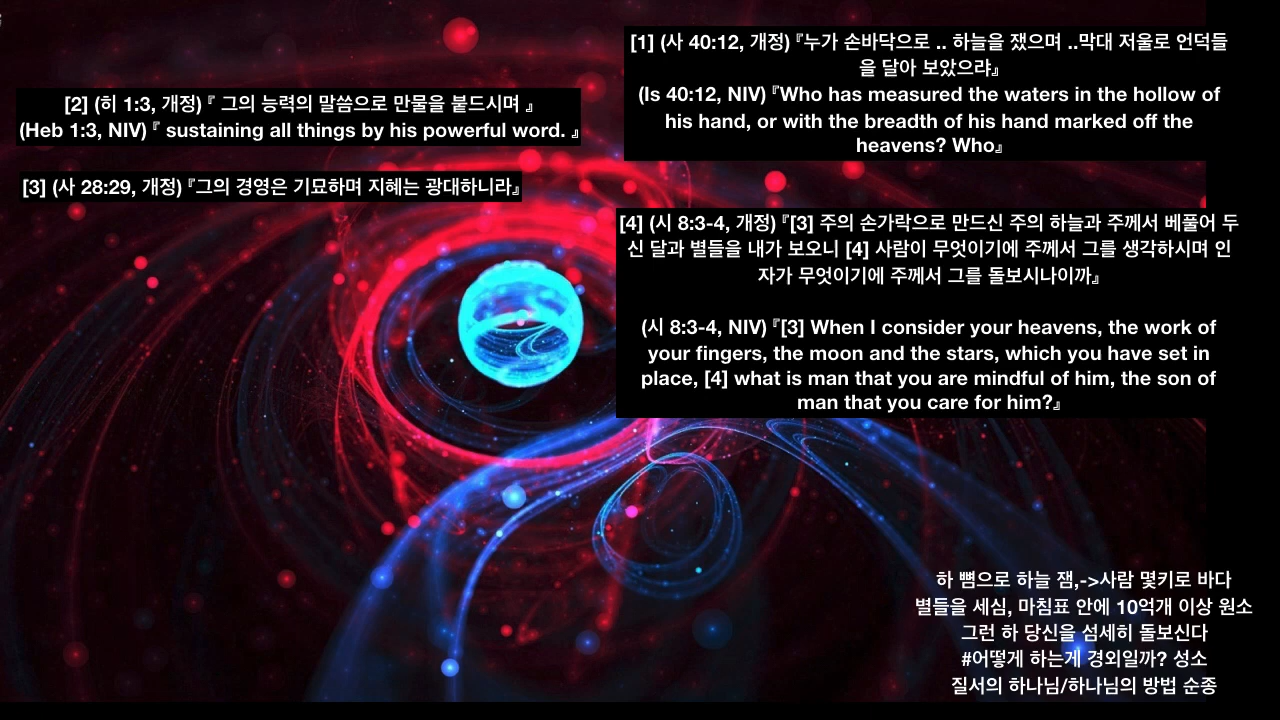 [1] (사 40:12, 개정)『누가 손바닥으로 .. 하늘을 쟀으며 ..막대 저울로 언덕들
을 달아 보았으랴』
(Is 40:12, NIV)『Who has measured the waters in the hollow of
his hand, or with the breadth of his hand marked off the
heavens? Who』
[2] (히 1:3, 개정)『 그의 능력의 말씀으로 만물을 붙드시며 』
(Heb 1:3, NIV)『 sustaining all things by his powerful word. 』
[3] (사 28:29, 개정)『그의 경영은 기묘하며 지혜는 광대하니라』
[4] (시 8:3-4, 개정)『[3] 주의 손가락으로 만드신 주의 하늘과 주께서 베풀어 두
신 달과 별들을 내가 보오니 [4] 사람이 무엇이기에 주께서 그를 생각하시며 인
자가 무엇이기에 주께서 그를 돌보시나이까』
(시 8:3-4, NIV)『[3] When I consider your heavens, the work of
your fingers, the moon and the stars, which you have set in
place, [4] what is man that you are mindful of him, the son of
man that you care for him?』
하 뼘으로 하늘 잼,->사람 몇키로 바다
별들을 세심, 마침표 안에 10억개 이상 원소
그런 하 당신을 섬세히 돌보신다
#어떻게 하는게 경외일까? 성소
질서의 하나님/하나님의 방법 순종